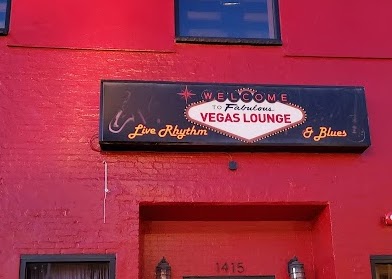 WELCOME
TO Fabulous
VEGAS LOUNGE
Live Rhythm & Blues
1415